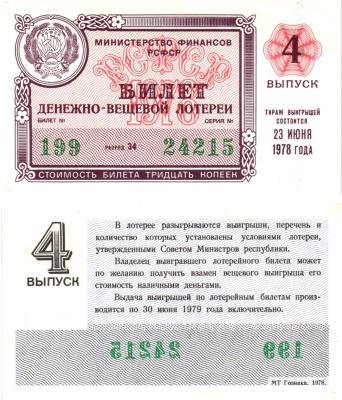 МИНИСТЕРСТВО ФИНАНСОВ
РСФСР
1978
БИЛЕТ
ДЕНЕЖНО-ВЕЩЕВОЙ ЛОТЕРЕИ
БИЛЕТ № СЕРИЯ №
199 РАЗРЯД 34 24215
СТОИМОСТЬ БИЛЕТА ТРИДЦАТЬ КОПЕЕК
4
ВЫПУСК
ТИРАЖ ВЫИГРЫШЕЙ
СОСТОИТСЯ
23 ИЮНЯ
1978 ГОДА
4
ВЫПУСК
В лотерее разыгрываются выигрыши, перечень и
количество которых установлены условиями лотереи,
утвержденными Советом Министров республики.
Владелец выигравшего лотерейного билета может
по желанию получить взамен вещевого выигрыша его
стоимость наличными деньгами.
Выдача выигрышей по лотерейным билетам произ-
водится по 30 июня 1979 года включительно.
24215 199
МТ Гознака. 1978.